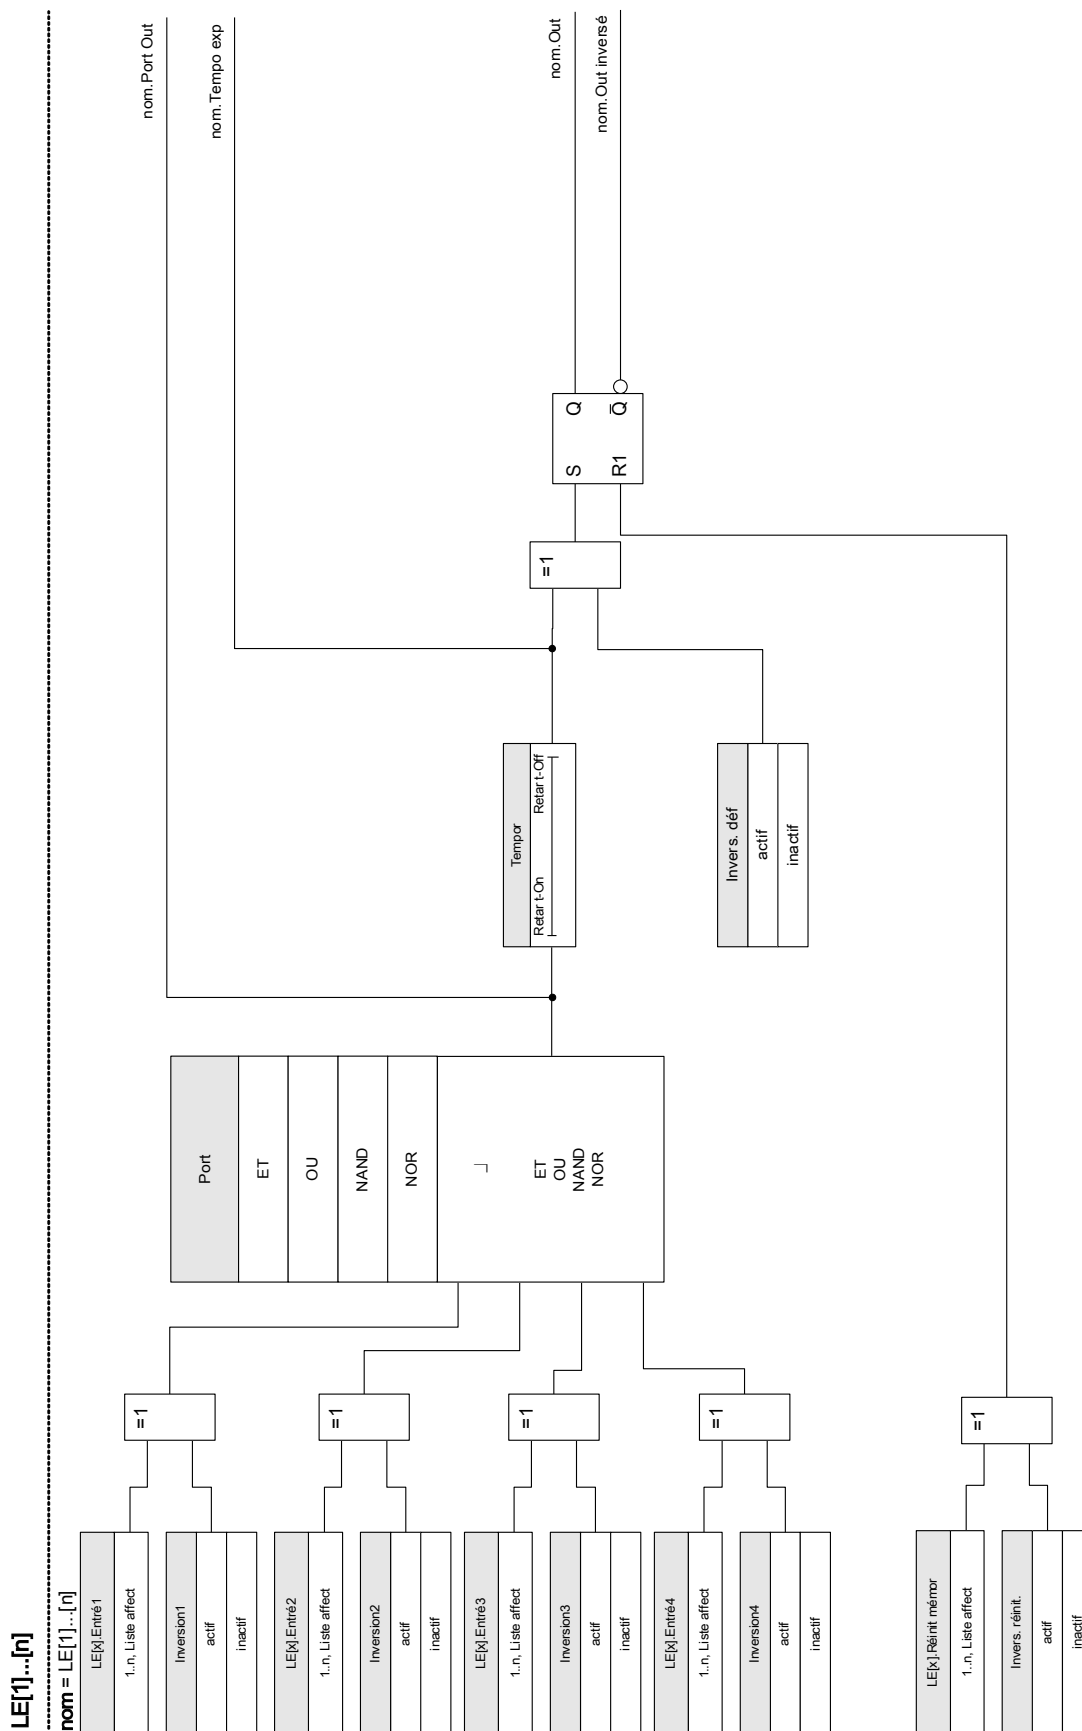 LE[1]...[n]
nom = LE[1]...[n]
LE[x].Entré1
1..n, Liste affect
Inversion1
actif
inactif
=1
LE[x].Entré2
1..n, Liste affect
Inversion2
actif
inactif
=1
LE[x].Entré3
1..n, Liste affect
Inversion3
actif
inactif
=1
LE[x].Entré4
1..n, Liste affect
Inversion4
actif
inactif
=1
LE[x].Réinit mémor
1..n, Liste affect
Invers. réinit.
actif
inactif
=1
Port
ET
OU
NAND
NOR
ET
OU
NAND
NOR
Tempor
Retar t-On
Retar t-Off
Invers. déf
actif
inactif
=1
S
Q
R1
Q̅
nom.Port Out
nom.Tempo exp
nom.Out
nom.Out inversé